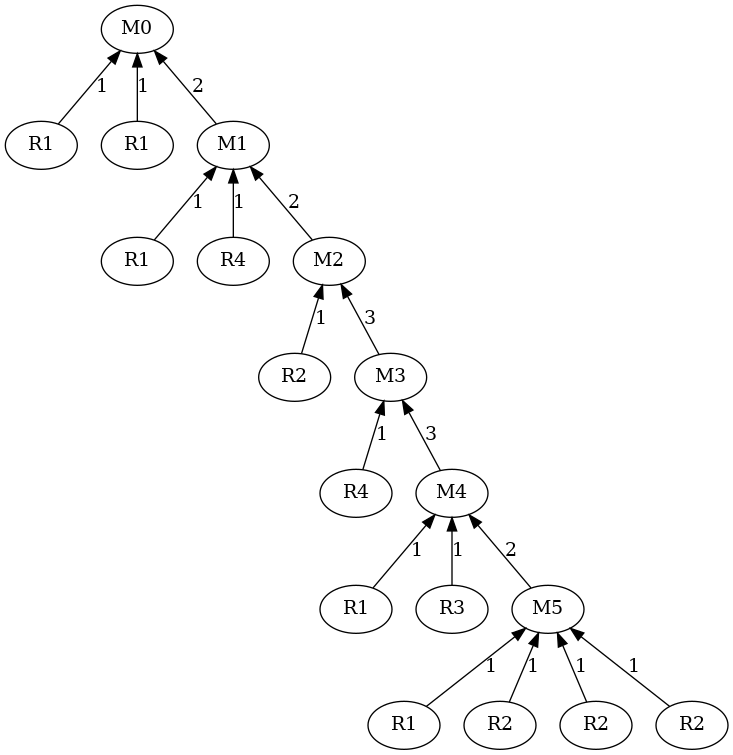 M0
1 1 2
R1 R1 M1
1 1 2
R1 R4 M2
1 3
R2 M3
1 3
R4 M4
1 1 2
R1 R3 M5
1 1 1 1
R1 R2 R2 R2